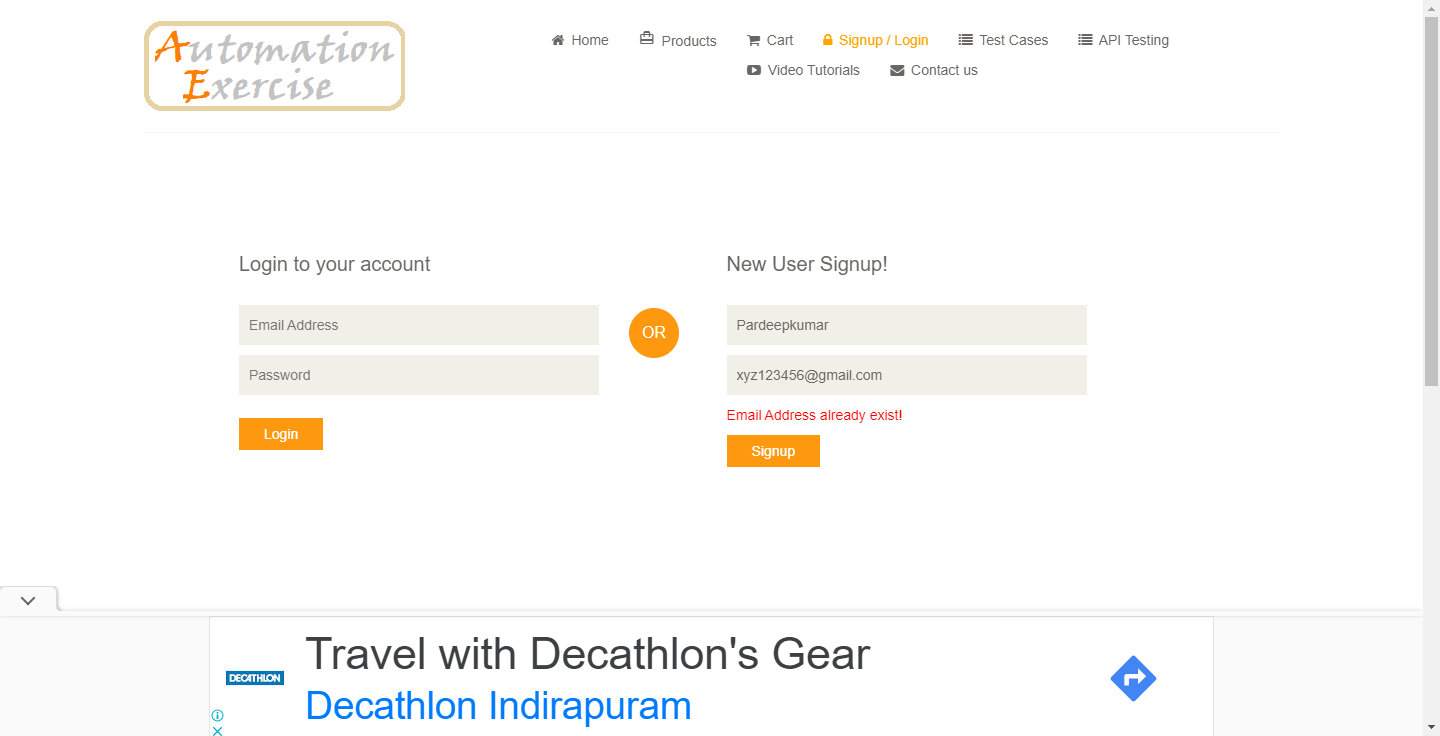 Automation
Exercise
Home
Products
Cart
Signup / Login
Test Cases
API Testing
Video Tutorials
Contact us
Login to your account
Email Address
Password
Login
OR
New User Signup!
Pardeepkumar
xyz123456@gmail.com
Email Address already exist!
Signup
DECATHLON
Travel with Decathlon's Gear
Decathlon Indirapuram